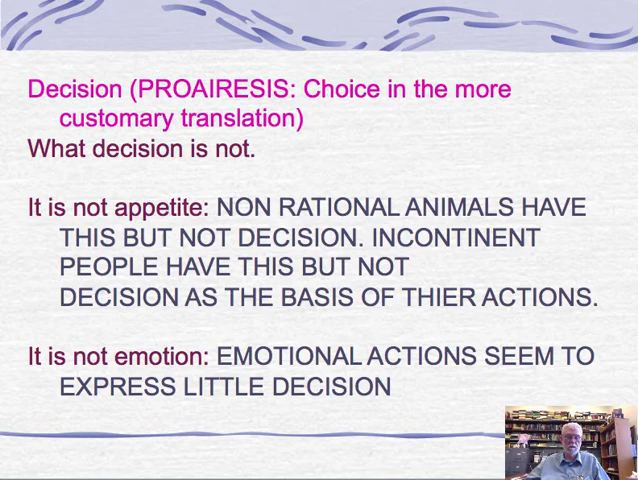 Decision (PROAIRESIS: Choice in the more
customary translation)
What decision is not.
It is not appetite: NON RATIONAL ANIMALS HAVE
THIS BUT NOT DECISION. INCONTINENT
PEOPLE HAVE THIS BUT NOT
DECISION AS THE BASIS OF THIER ACTIONS.
It is not emotion: EMOTIONAL ACTIONS SEEM TO
EXPRESS LITTLE DECISION